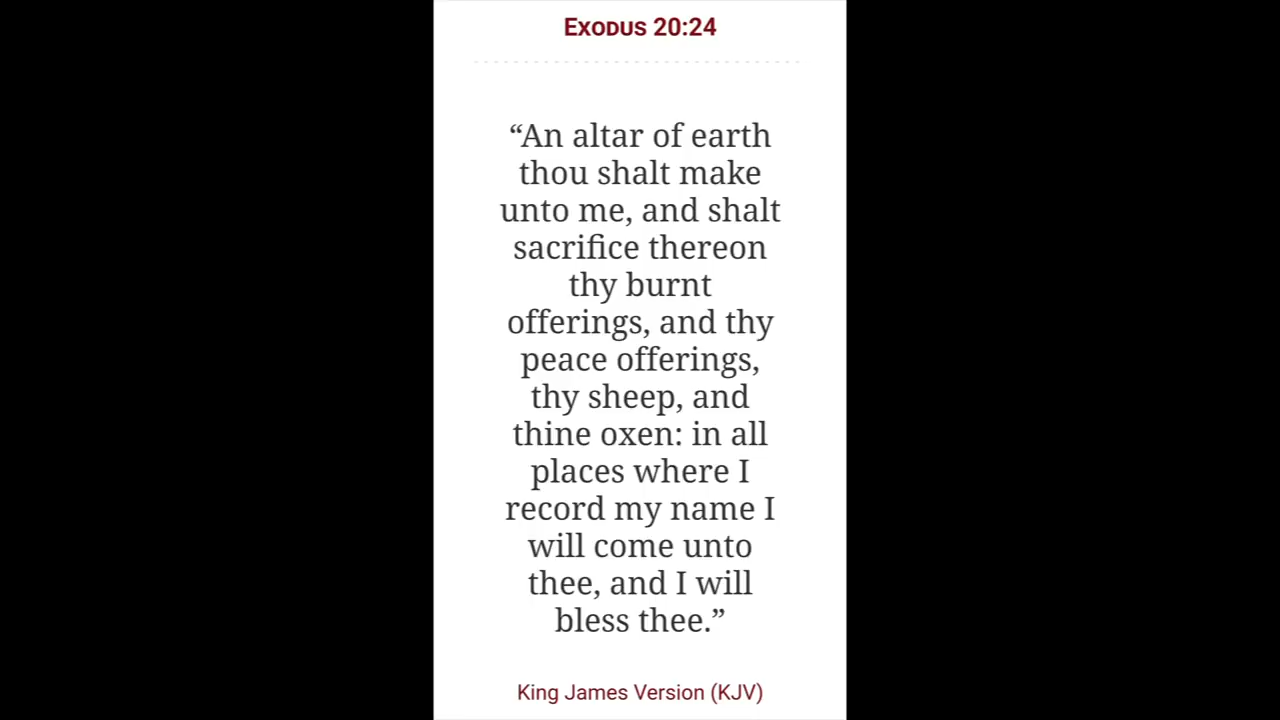 Exodus 20:24
“An altar of earth
thou shalt make
unto me, and shalt
sacrifice thereon
thy burnt
offerings, and thy
peace offerings,
thy sheep, and
thine oxen: in all
places where I
record my name I
will come unto
thee, and I will
bless thee.”
King James Version (KJV)